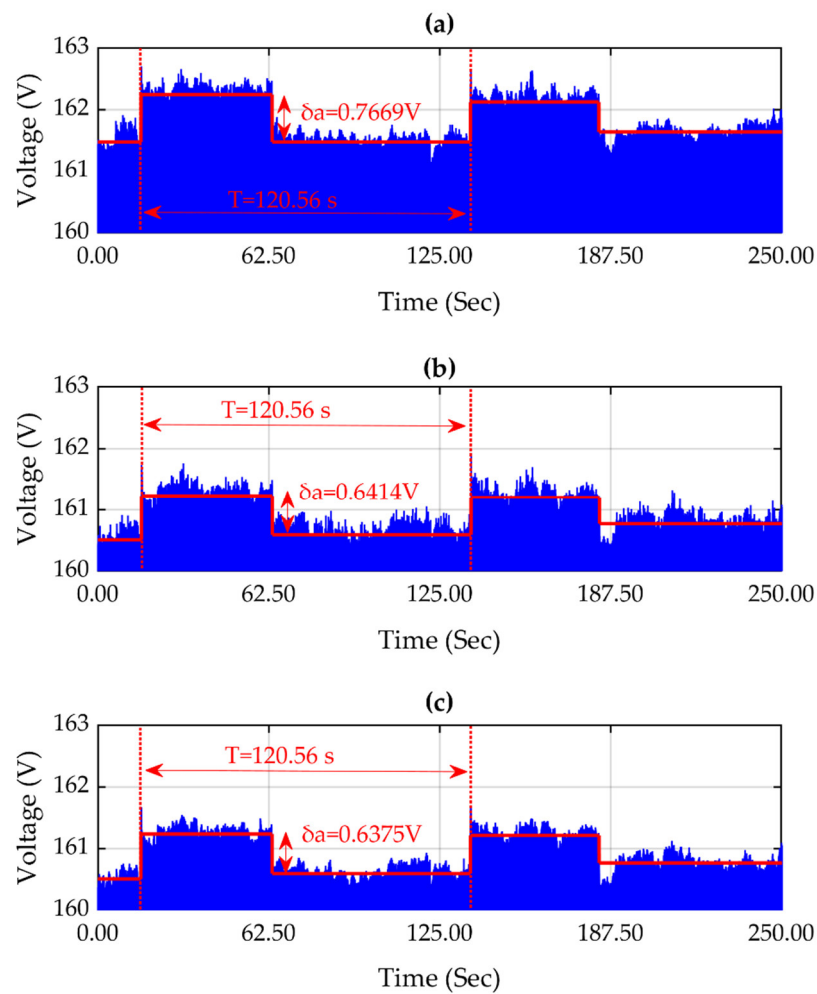 (a)
163
162
161
160
Voltage (V)
δa=0.7669V
T=120.56 s
0.00 62.50 125.00 187.50 250.00
Time (Sec)
(b)
163
162
161
160
Voltage (V)
T=120.56 s
δa=0.6414V
0.00 62.50 125.00 187.50 250.00
Time (Sec)
(c)
163
162
161
160
Voltage (V)
T=120.56 s
δa=0.6375V
0.00 62.50 125.00 187.50 250.00
Time (Sec)